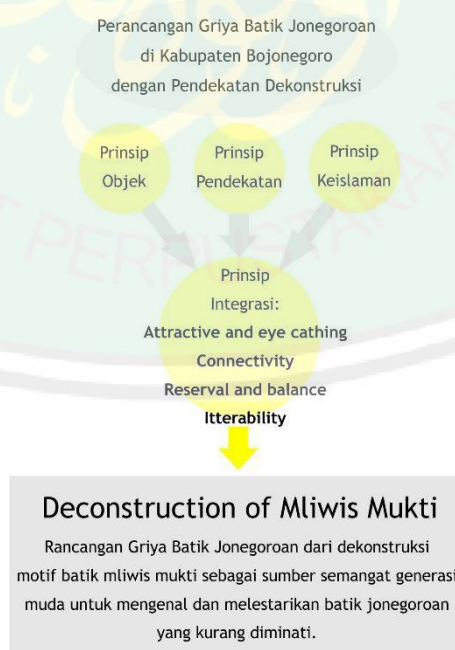 Perancangan Griya Batik Jonegoroan
di Kabupaten Bojonegoro
dengan Pendekatan Dekonstruksi
Prinsip
Objek
Prinsip
Pendekatan
Prinsip
Keislaman
Prinsip
Integrasi:
Attractive and eye cathing
Connectivity
Reserval and balance
Itterability
Deconstruction of Mliwis Mukti
Rancangan Griya Batik Jonegoroan dari dekonstruksi
motif batik mliwis mukti sebagai sumber semangat generasi
muda untuk mengenal dan melestarikan batik jonegoroan
yang kurang diminati.